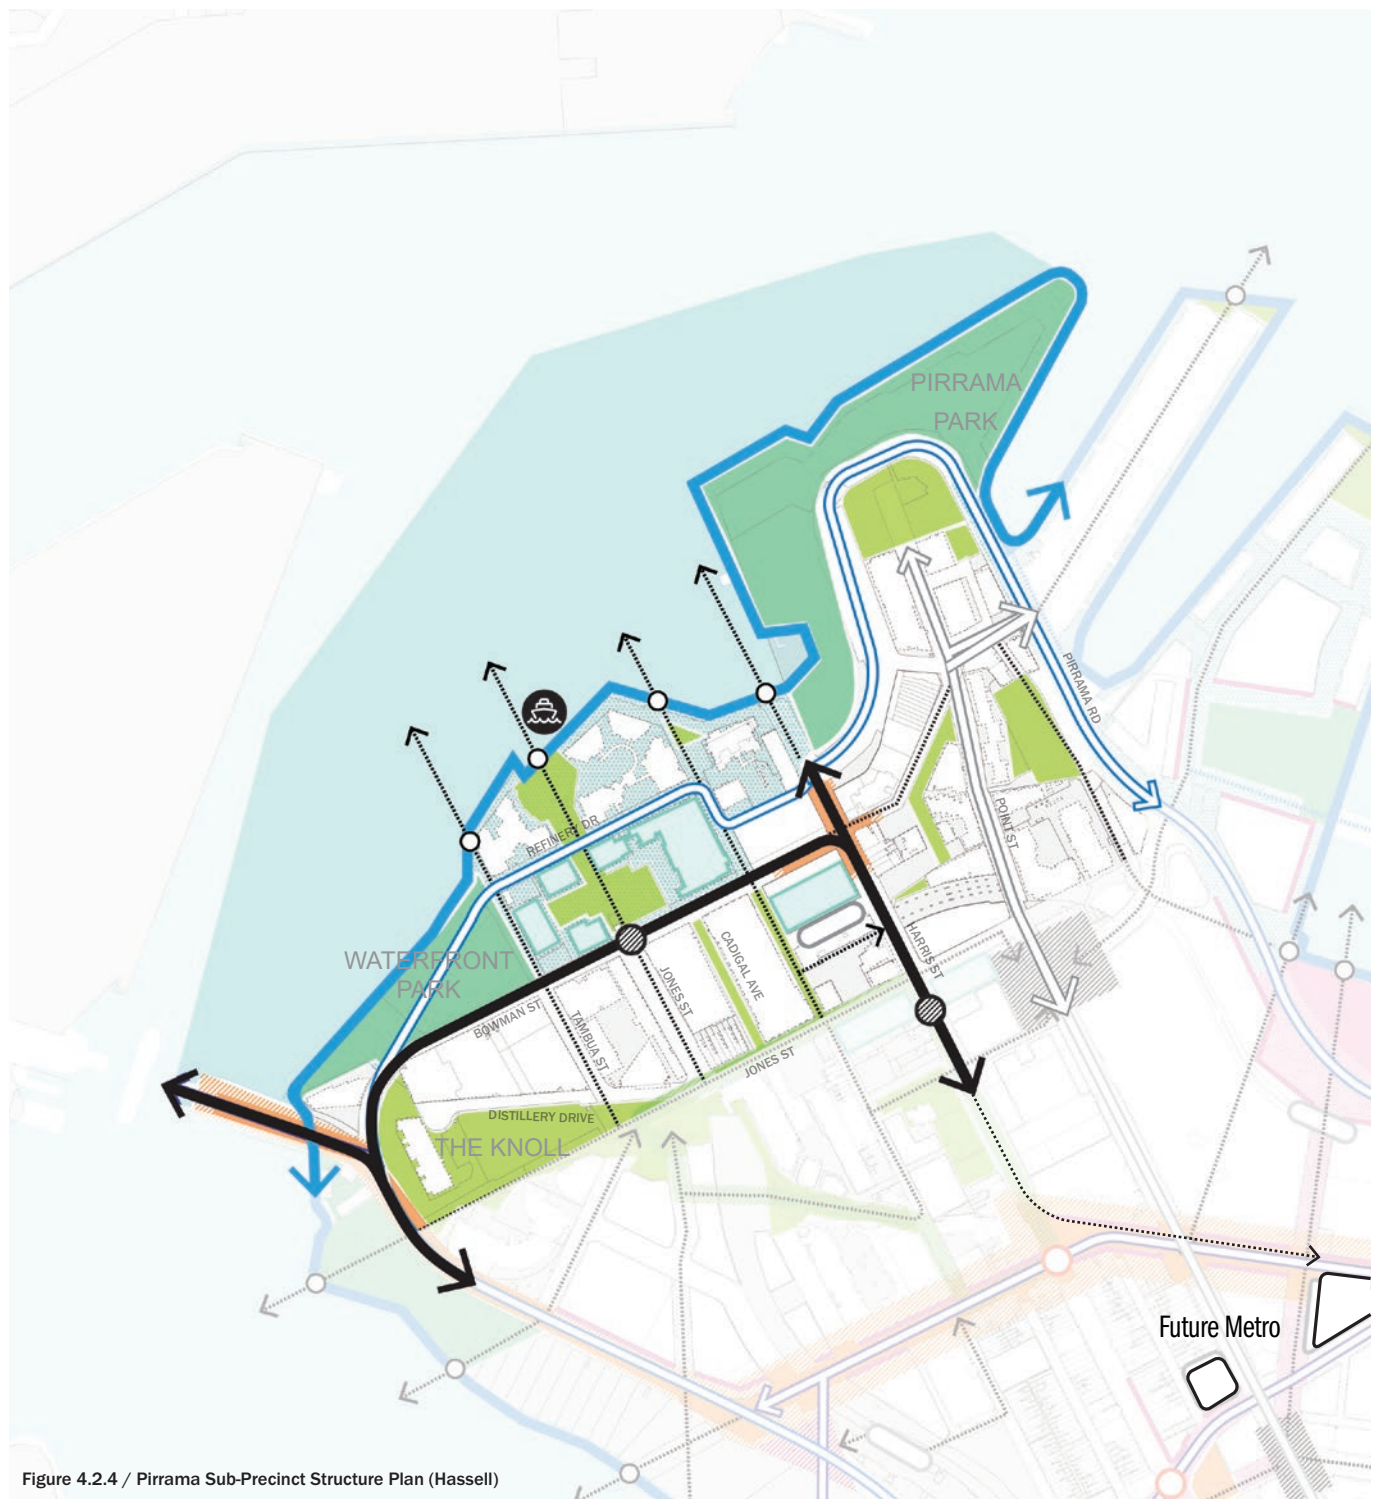 PIRRAMA
PARK
PIRRAMA RD
POINT ST
REFINERY DR
HARRIS ST
CADIGAL AVE
WATERFRONT
PARK
JONES ST
BOWMAN ST
TAMBUA ST
JONES ST
DISTILLERY DRIVE
THE KNOLL
Future Metro
Figure 4.2.4 / Pirrama Sub-Precinct Structure Plan (Hassell)